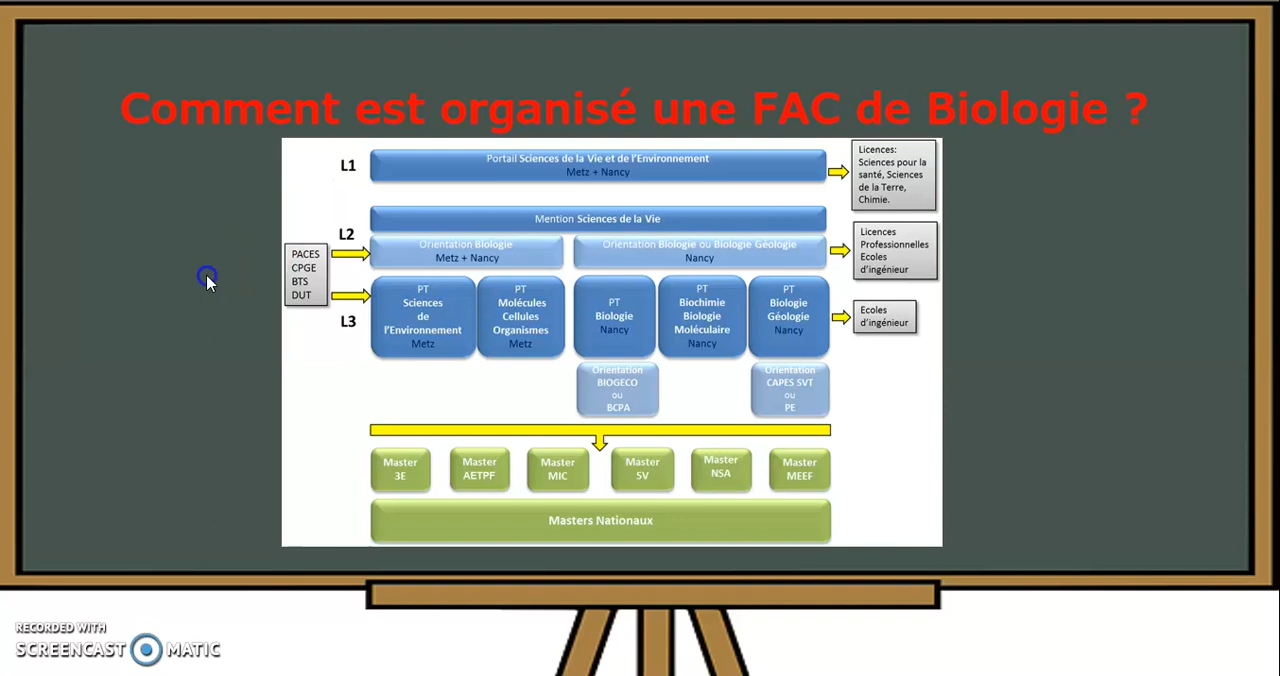 Comment est organisé une FAC de Biologie ?
L1
Portail Sciences de la Vie et de l'Environnement
Metz + Nancy
Licences:
Sciences pour la
santé, Sciences
de la Terre,
Chimie.
Mention Sciences de la Vie
L2
Orientation Biologie
Metz + Nancy
Orientation Biologie ou Biologie Géologie
Nancy
Licences
Professionnelles
Ecoles
d'ingénieur
PACES
CPGE
BTS
DUT
L3
PT
Sciences
de
l'Environnement
Metz
PT
Molécules
Cellules
Organismes
Metz
PT
Biologie
Nancy
PT
Biochimie
Biologie
Moléculaire
Nancy
PT
Biologie
Géologie
Nancy
Ecoles
d'ingénieur
Orientation
BIOGECO
ou
BCPA
Orientation
CAPES SVT
ou
PE
Master
3E
Master
AETPF
Master
MIC
Master
SV
Master
NSA
Master
MEEF
Masters Nationaux
RECORDED WITH
SCREENCAST MATIC